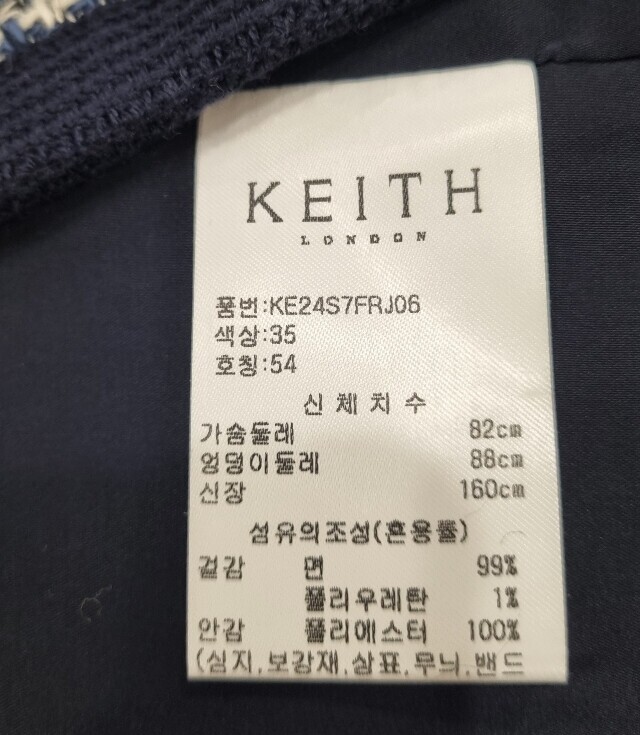 KEITH
LONDON
품번:KE24S7FRJ06
색상:35
호칭:54
신체치수
가슴둘레 82cm
엉덩이둘레 88cm
신장 160cm
섬유의조성(혼용률)
겉감 면 99%
폴리우레탄 1%
안감 폴리에스터 100%
(심지,보강재,상표,무늬,밴드